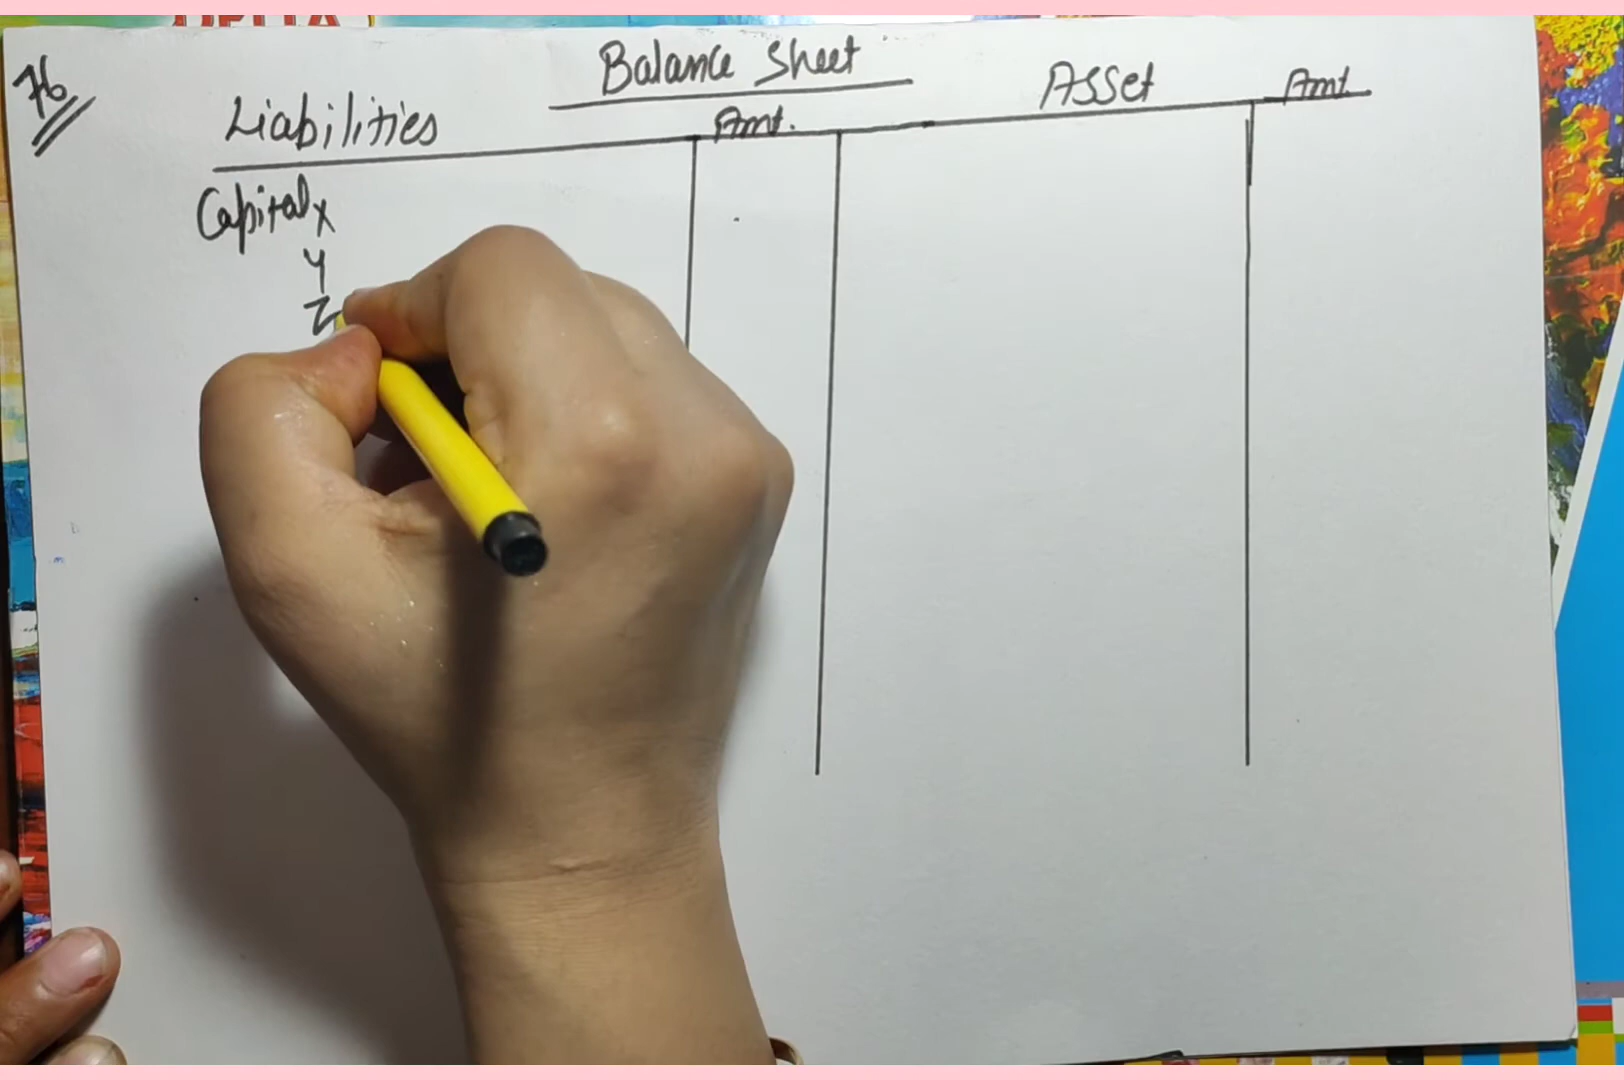 76
Balance Sheet
Liabilities Amt. Asset Amt.
Capital X
Y
Z